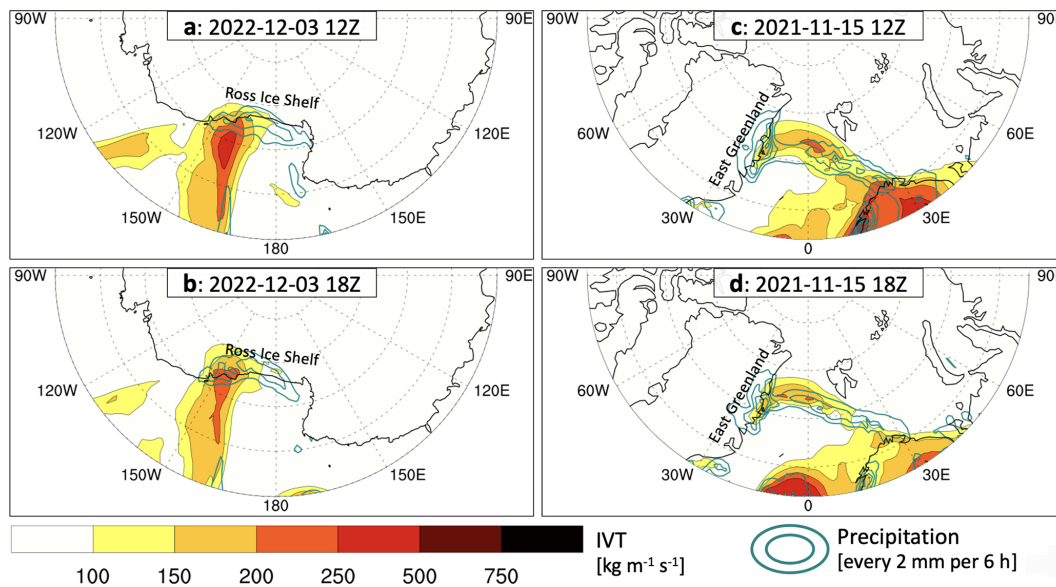 a: 2022-12-03 12Z
90W
90E
Ross Ice Shelf
120W
120E
150W
150E
180
c: 2021-11-15 12Z
90W
90E
East Greenland
60W
60E
30W
30E
0
b: 2022-12-03 18Z
90W
90E
Ross Ice Shelf
120W
120E
150W
150E
180
d: 2021-11-15 18Z
90W
90E
East Greenland
60W
60E
30W
30E
0
100 150 200 250 500 750
IVT
[kg m⁻¹ s⁻¹]
Precipitation
[every 2 mm per 6 h]